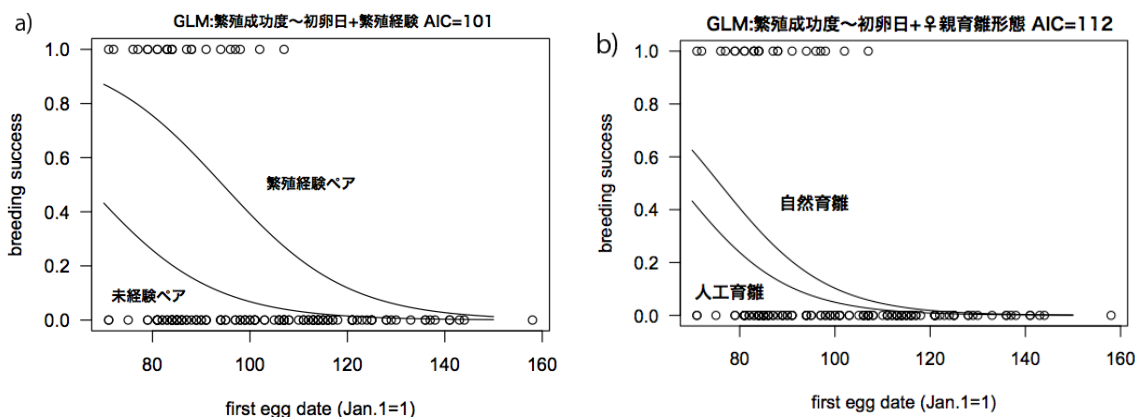 a)
GLM:繁殖成功度〜初卵日+繁殖経験 AIC=101
breeding success
1.0
0.8
0.6
0.4
0.2
0.0
繁殖経験ペア
未経験ペア
80
100
120
140
160
first egg date (Jan.1=1)
b)
GLM:繁殖成功度〜初卵日+♀親育雛形態 AIC=112
breeding success
1.0
0.8
0.6
0.4
0.2
0.0
自然育雛
人工育雛
80
100
120
140
160
first egg date (Jan.1=1)